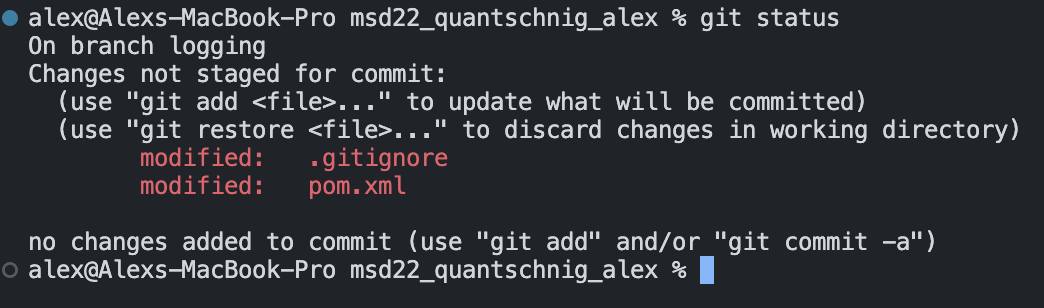 alex@Alexs-MacBook-Pro msd22_quantschnig_alex % git status
On branch logging
Changes not staged for commit:
  (use "git add <file>..." to update what will be committed)
  (use "git restore <file>..." to discard changes in working directory)
        modified:   .gitignore
        modified:   pom.xml

no changes added to commit (use "git add" and/or "git commit -a")
alex@Alexs-MacBook-Pro msd22_quantschnig_alex %